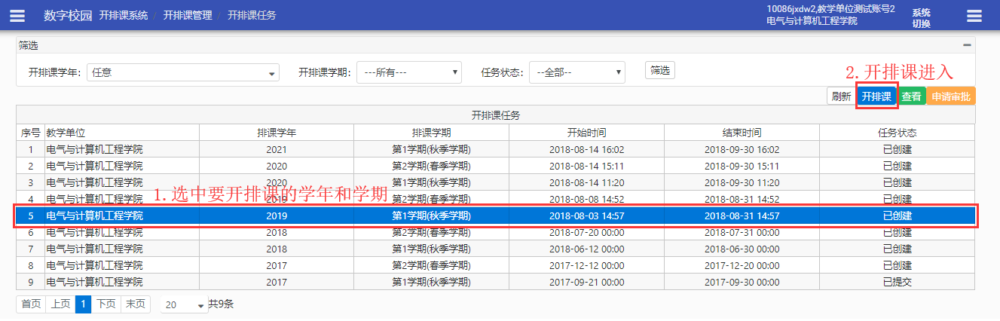 数字校园 开排课系统 / 开排课管理 / 开排课任务
10086jxdw2,教学单位测试账号2
电气与计算机工程学院
系统
切换
筛选
开排课学年: 任意 开排课学期: ---所有--- 任务状态: --全部-- 筛选
2.开排课进入
刷新 开排课 查看 申请审批
开排课任务
序号 教学单位 排课学年 排课学期 开始时间 结束时间 任务状态
1 电气与计算机工程学院 2021 第1学期(秋季学期) 2018-08-14 16:02 2018-09-30 16:02 已创建
2 电气与计算机工程学院 2020 第2学期(春季学期) 2018-08-14 15:11 2018-09-30 15:11 已创建
3 电气与计算机工程学院 2020 第1学期(秋季学期) 2018-08-14 11:20 2018-09-30 11:20 已创建
1.选中要开排课的学年和学期
4 电气与计算机工程学院 2019 第2学期(春季学期) 2018-08-08 14:52 2018-08-31 14:52 已创建
5 电气与计算机工程学院 2019 第1学期(秋季学期) 2018-08-03 14:57 2018-08-31 14:57 已创建
6 电气与计算机工程学院 2018 第2学期(春季学期) 2018-07-20 00:00 2018-07-31 00:00 已创建
7 电气与计算机工程学院 2018 第1学期(秋季学期) 2018-06-12 00:00 2018-06-30 00:00 已创建
8 电气与计算机工程学院 2017 第2学期(春季学期) 2017-12-12 00:00 2017-12-20 00:00 已创建
9 电气与计算机工程学院 2017 第1学期(秋季学期) 2017-09-21 00:00 2017-09-30 00:00 已提交
首页 上页 1 下页 末页 20 共9条